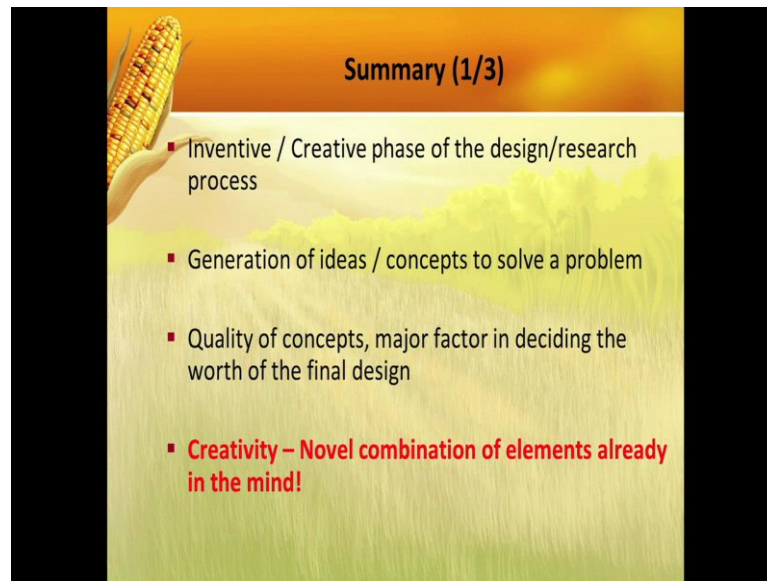 Summary (1/3)
▪ Inventive / Creative phase of the design/research
process
▪ Generation of ideas / concepts to solve a problem
▪ Quality of concepts, major factor in deciding the
worth of the final design
▪ Creativity – Novel combination of elements already
in the mind!